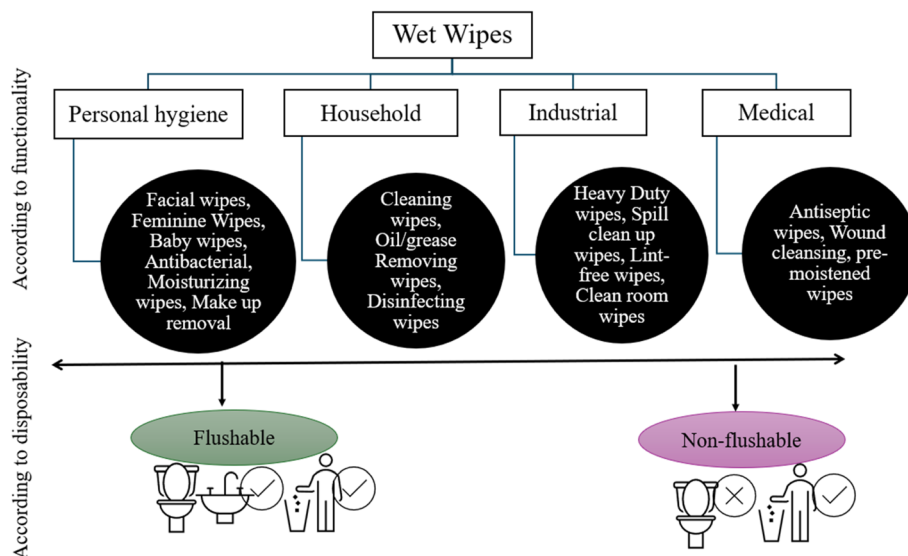 Wet Wipes
According to functionality
Personal hygiene
Household
Industrial
Medical
Facial wipes,
Feminine Wipes,
Baby wipes,
Antibacterial,
Moisturizing
wipes, Make up
removal
Cleaning
wipes,
Oil/grease
Removing
wipes,
Disinfecting
wipes
Heavy Duty
wipes, Spill
clean up
wipes, Lint-
free wipes,
Clean room
wipes
Antiseptic
wipes, Wound
cleansing, pre-
moistened
wipes
According to disposability
Flushable
Non-flushable